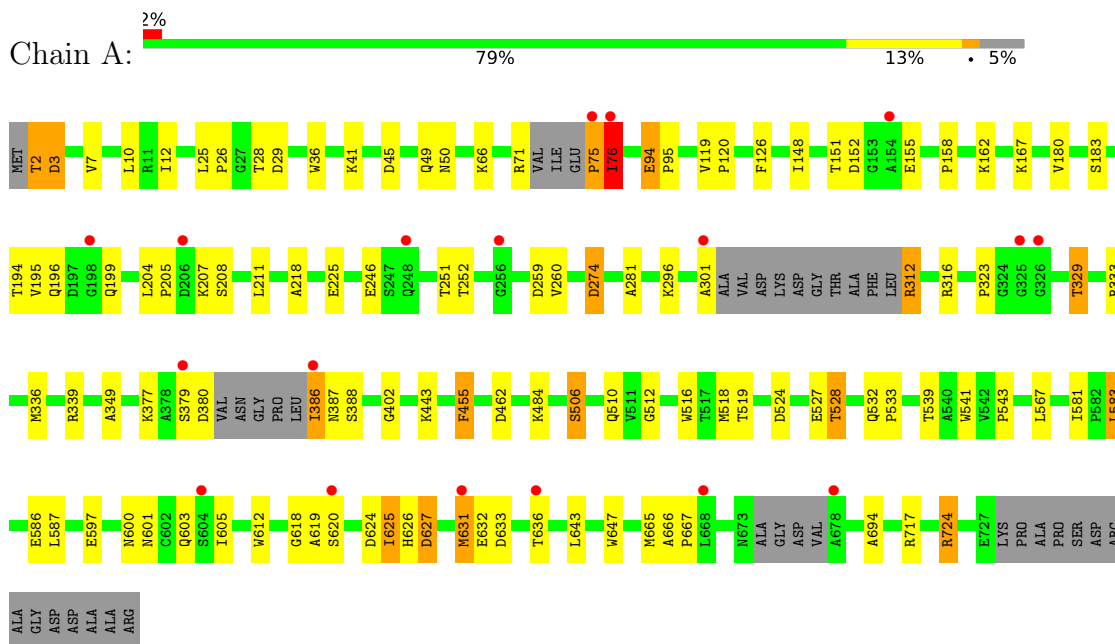 2%
Chain A:
79% 13% • 5%
MET T2 D3 V7 L10 R11 I12 L25 P26 G27 T28 D29 W36 K41 D45 Q49 N50 K66 R71 VAL ILE GLU P75 I76 E94 P95 V119 P120 F126 I148 T151 D152 G153 A154 E155 P158 K162 K167 V180 S183
T194 V195 Q196 D197 G198 Q199 L204 P205 D206 K207 S208 L211 A218 E225 E246 S247 Q248 T251 T252 G256 D259 V260 D274 A281 K296 A301 ALA VAL ASP LYS ASP GLY THR ALA PHE LEU R312 R316 P323 G324 G325 G326 T329
M336 R339 A349 K377 A378 S379 D380 VAL ASN GLY PRO LEU I386 N387 S388 G402 K443 F455 D462 K484 S506 Q510 V511 G512 W516 T517 M518 T519 D524 E527 T528 Q532 P533 T539 A540 W541 V542 P543 L567 I581 P582
E586 L587 E597 N600 N601 C602 Q603 S604 I605 W612 G618 A619 S620 D624 I625 H626 D627 M631 E632 D633 T636 L643 W647 M665 A666 P667 L668 N673 ALA GLY ASP VAL A678 A694 R717 R724 E727 LYS PRO PRO ALA PRO SER ASP ARG
ALA GLY ASP ASP ALA ALA ARG